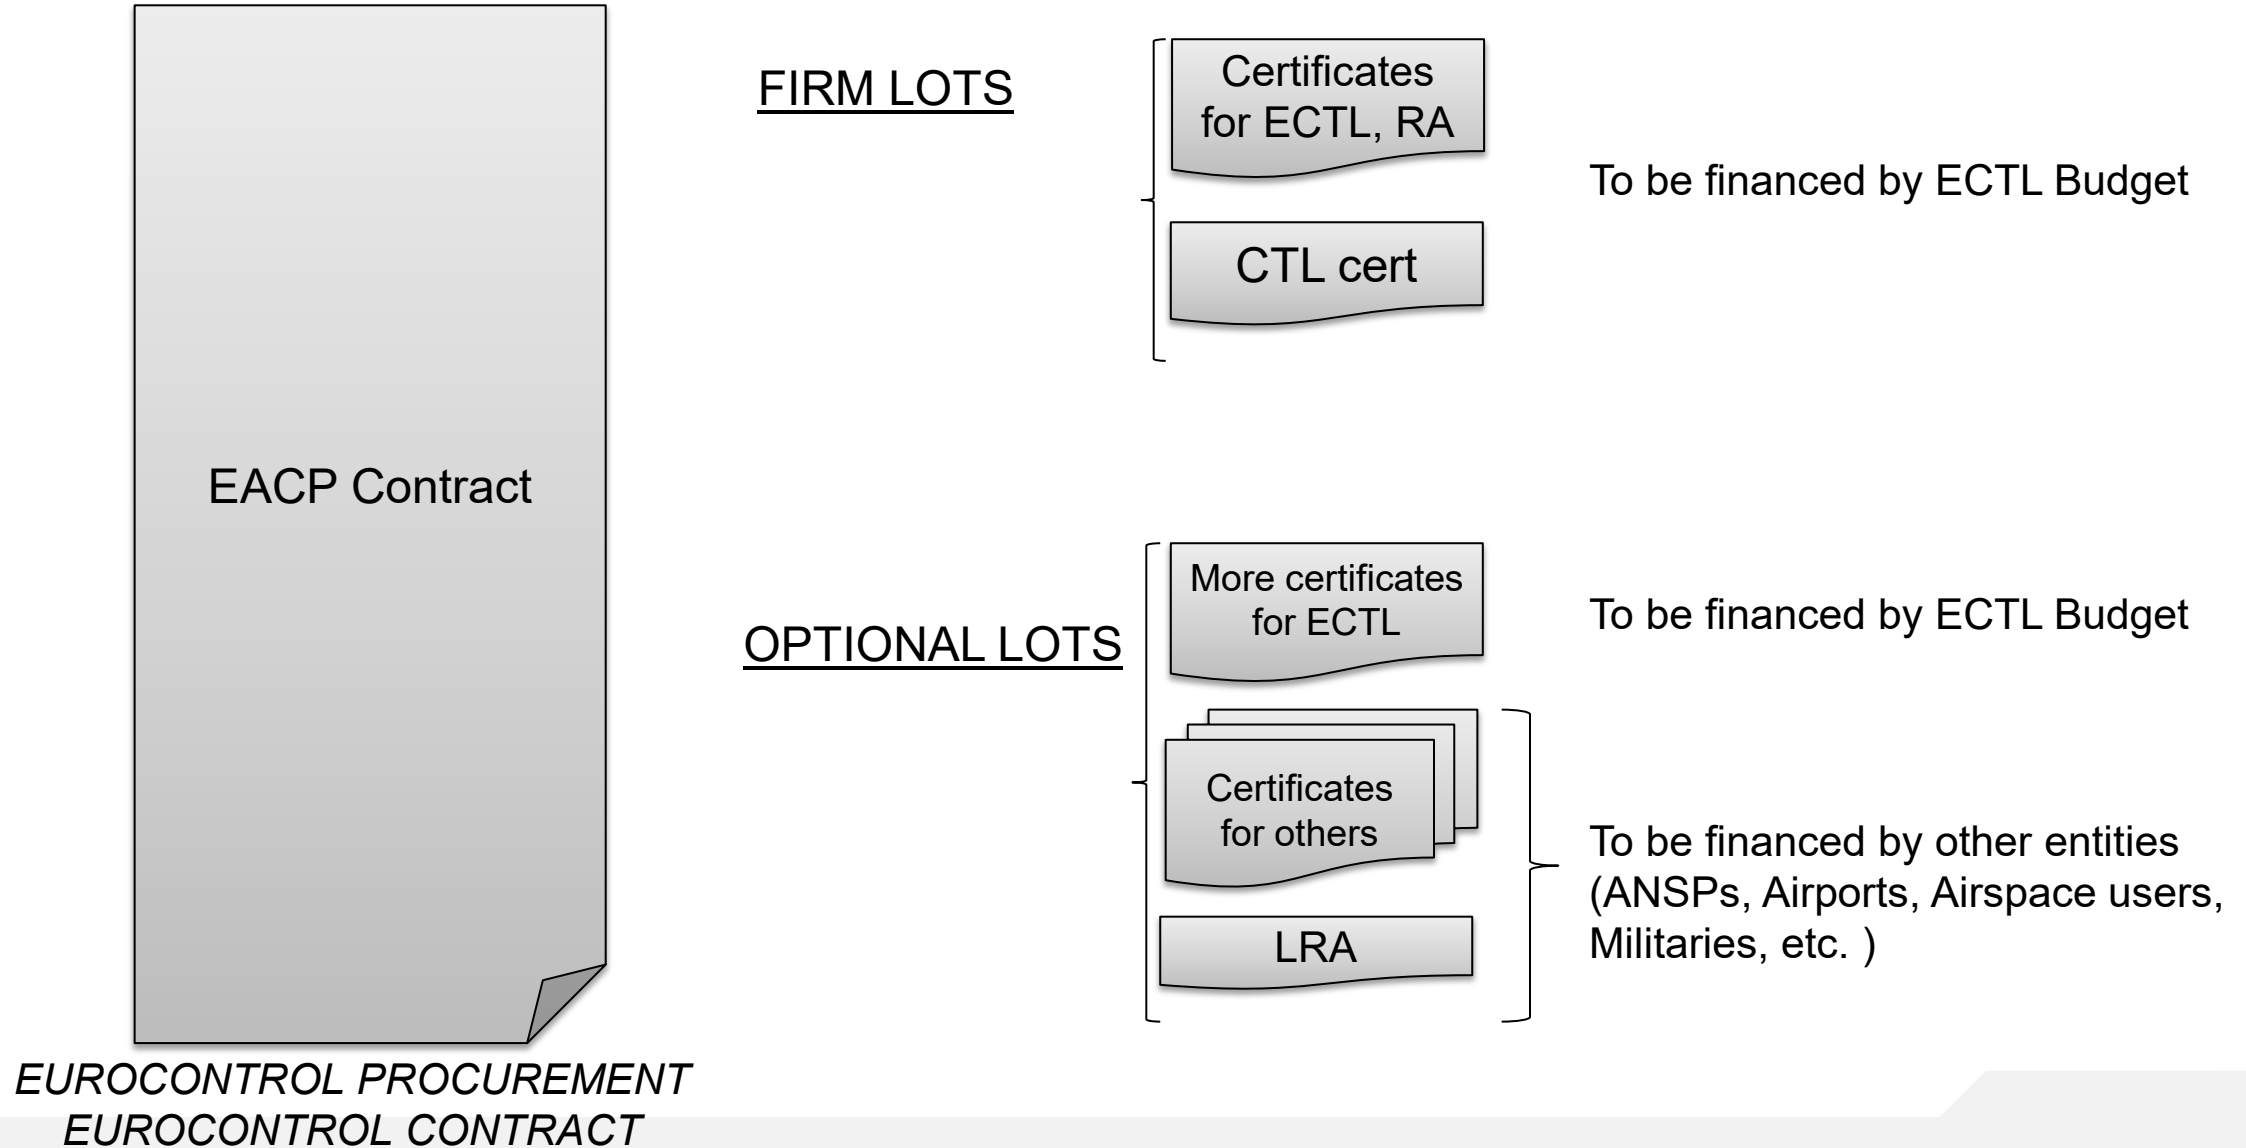 EACP Contract
EUROCONTROL PROCUREMENT
EUROCONTROL CONTRACT
FIRM LOTS
Certificates
for ECTL, RA
CTL cert
To be financed by ECTL Budget
OPTIONAL LOTS
More certificates
for ECTL
To be financed by ECTL Budget
Certificates
for others
LRA
To be financed by other entities
(ANSPs, Airports, Airspace users,
Militaries, etc. )